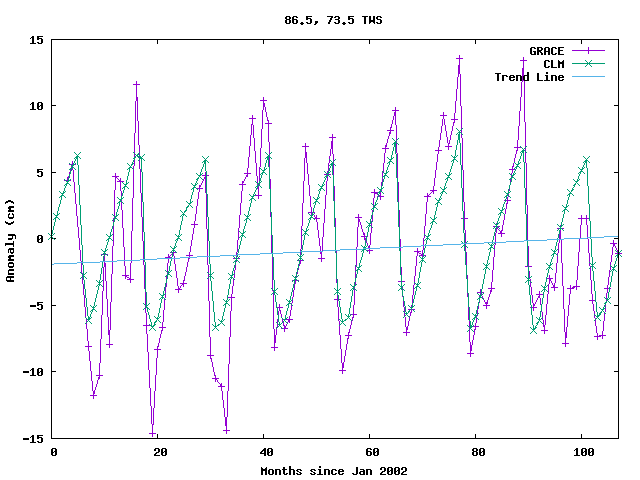 86.5, 73.5 TWS
GRACE
CLM
Trend Line
15
10
5
0
-5
-10
-15
Anomaly (cm)
0 20 40 60 80 100
Months since Jan 2002